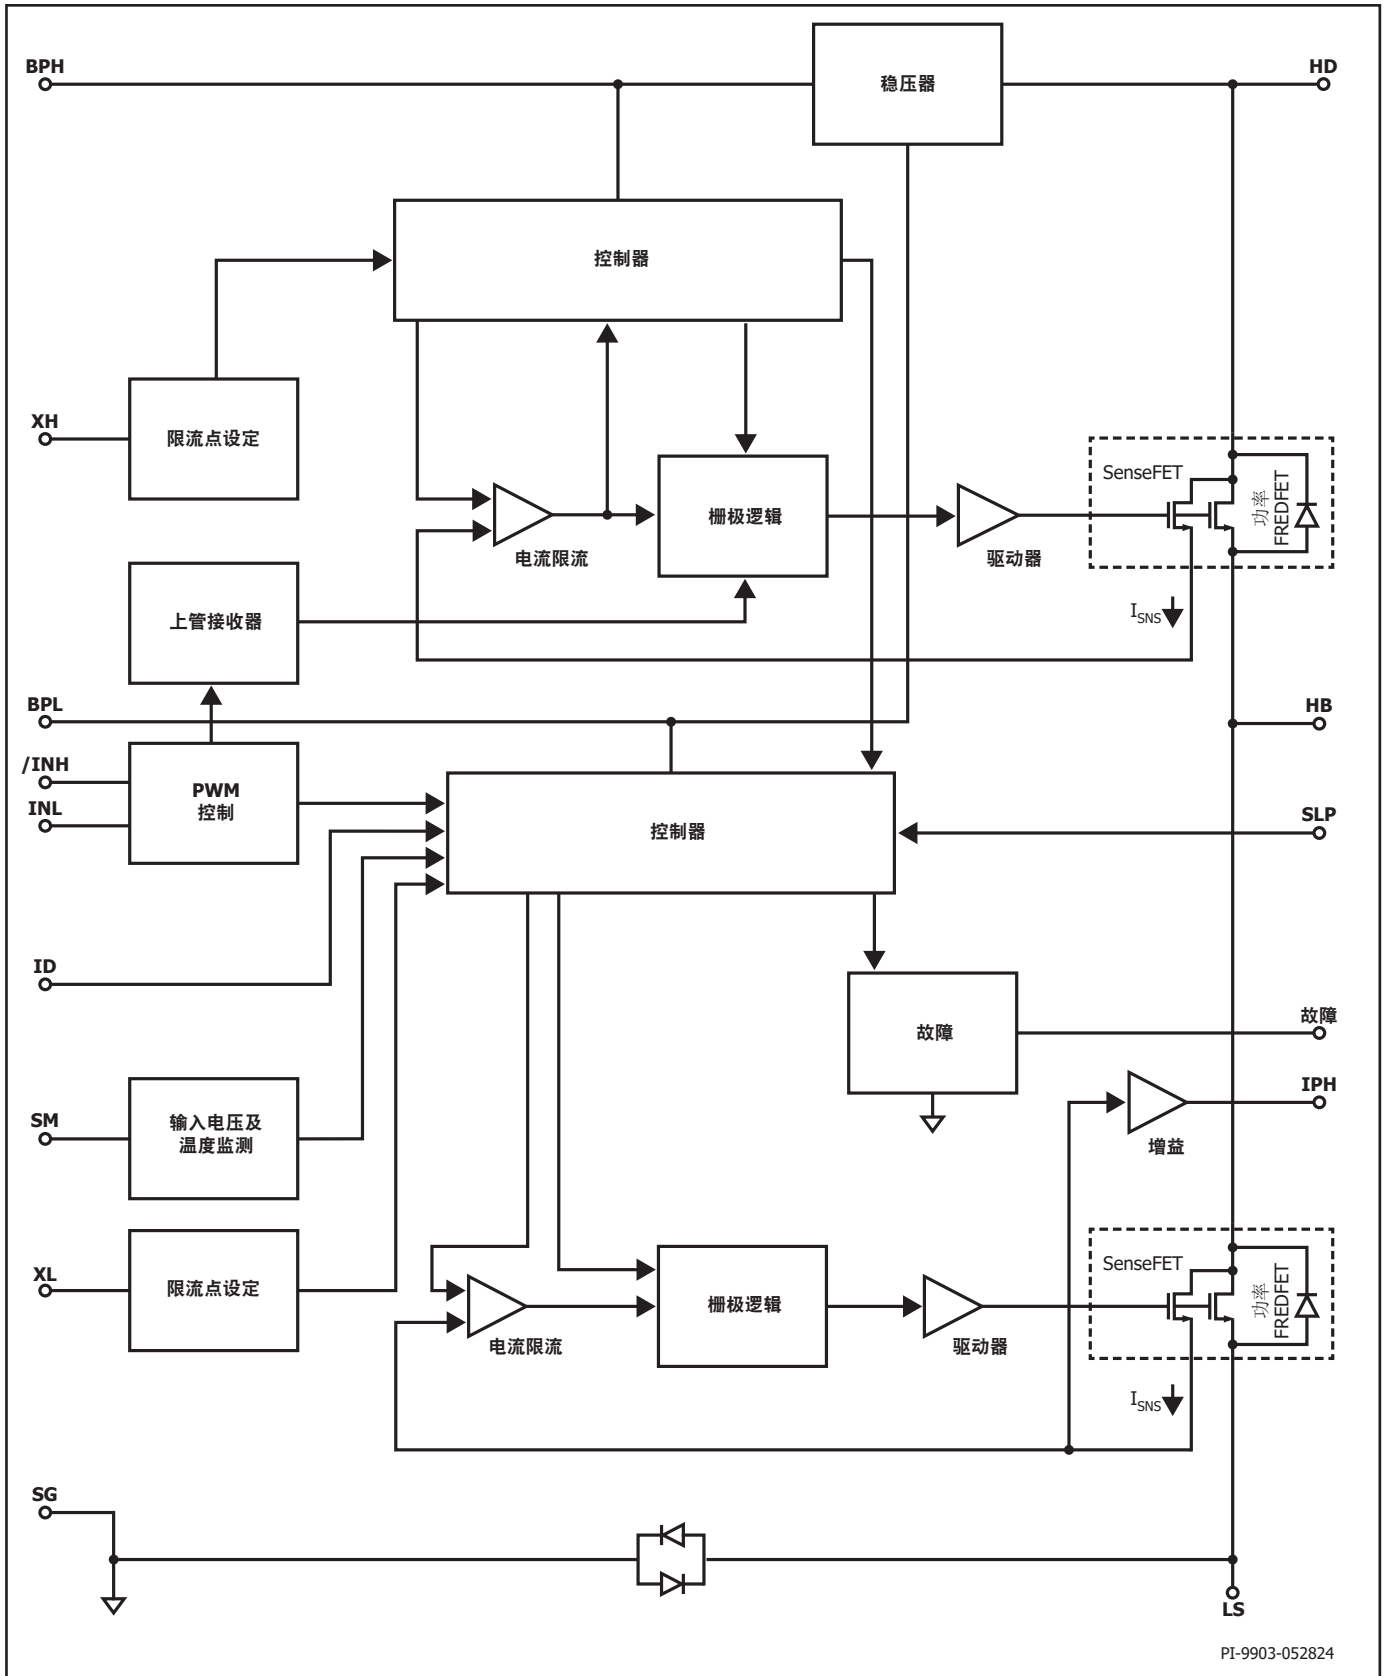 BPH
稳压器
HD
控制器
XH
限流点设定
SenseFET
功率
FREDFET
栅极逻辑
电流限流
驱动器
I_SNS
上管接收器
BPL
HB
/INH
INL
PWM
控制
控制器
SLP
ID
故障
故障
IPH
增益
SM
输入电压及
温度监测
XL
限流点设定
SenseFET
功率
FREDFET
栅极逻辑
电流限流
驱动器
I_SNS
SG
LS
PI-9903-052824